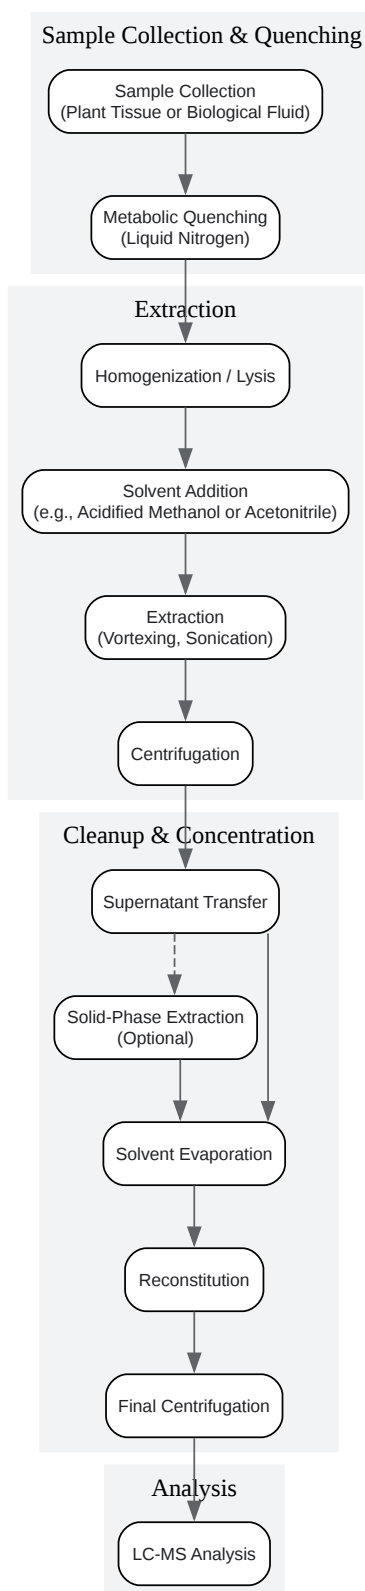 Sample Collection & Quenching
Sample Collection
(Plant Tissue or Biological Fluid)
Metabolic Quenching
(Liquid Nitrogen)
Extraction
Homogenization / Lysis
Solvent Addition
(e.g., Acidified Methanol or Acetonitrile)
Extraction
(Vortexing, Sonication)
Centrifugation
Cleanup & Concentration
Supernatant Transfer
Solid-Phase Extraction
(Optional)
Solvent Evaporation
Reconstitution
Final Centrifugation
Analysis
LC-MS Analysis